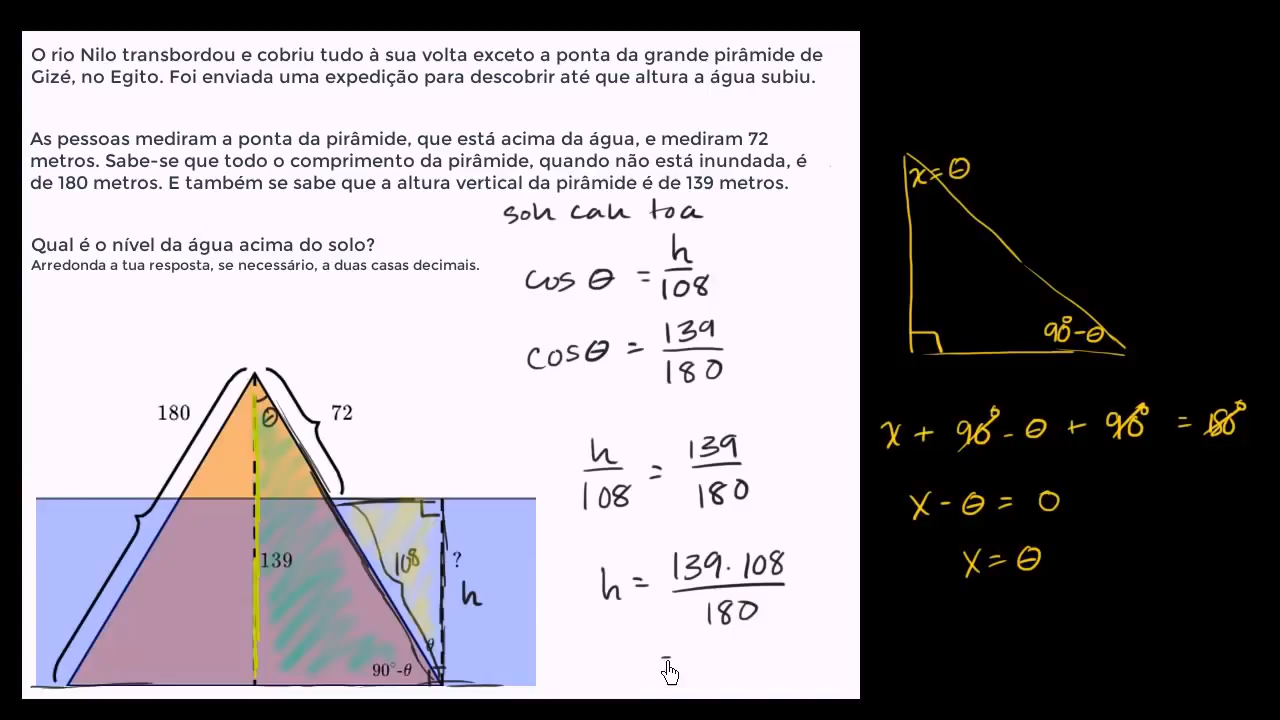 O rio Nilo transbordou e cobriu tudo à sua volta exceto a ponta da grande pirâmide de
Gizé, no Egito. Foi enviada uma expedição para descobrir até que altura a água subiu.
As pessoas mediram a ponta da pirâmide, que está acima da água, e mediram 72
metros. Sabe-se que todo o comprimento da pirâmide, quando não está inundada, é
de 180 metros. E também se sabe que a altura vertical da pirâmide é de 139 metros.
soh cah toa
Qual é o nível da água acima do solo?
Arredonda a tua resposta, se necessário, a duas casas decimais.
cos θ = h/108
cos θ = 139/180
h/108 = 139/180
h = 139 · 108/180
180
72
θ
139
108
?
h
θ
90°-θ
x = θ
90°-θ
x + 90° - θ + 90° = 180°
x - θ = 0
x = θ